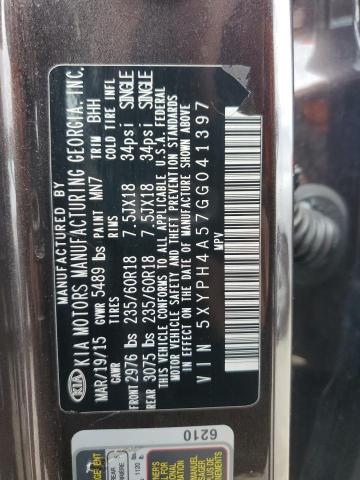 KIA
MANUFACTURED BY
KIA MOTORS MANUFACTURING GEORGIA, INC.
MAR/19/15 PAINT MN7 TRIM BHH
GVWR 5489 lbs
GAWR TIRES RIMS COLD TIRE INFL
FRONT 2976 lbs 235/60R18 7.5JX18 34psi SINGLE
REAR 3075 lbs 235/60R18 7.5JX18 34psi SINGLE
THIS VEHICLE CONFORMS TO ALL APPLICABLE U.S.A. FEDERAL
MOTOR VEHICLE SAFETY AND THEFT PREVENTION STANDARDS
IN EFFECT ON THE DATE OF MANUFACTURE SHOWN ABOVE
VIN 5XYPH4A57GG041397
MPV
6210